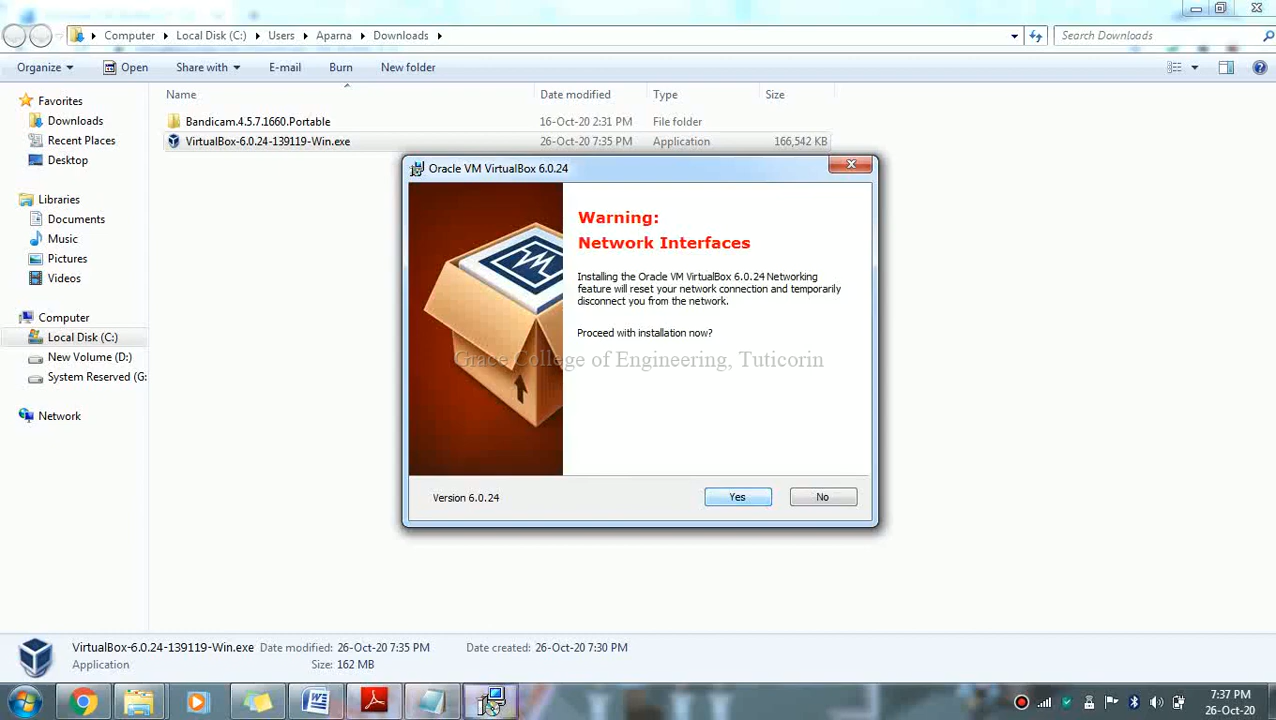 Computer Local Disk (C:) Users Aparna Downloads
Search Downloads
Organize Open Share with E-mail Burn New folder
Favorites
Downloads
Recent Places
Desktop
Libraries
Documents
Music
Pictures
Videos
Computer
Local Disk (C:)
New Volume (D:)
System Reserved (G:
Network
Name Date modified Type Size
Bandicam.4.5.7.1660.Portable 16-Oct-20 2:31 PM File folder
VirtualBox-6.0.24-139119-Win.exe 26-Oct-20 7:35 PM Application 166,542 KB
Oracle VM VirtualBox 6.0.24
Warning:
Network Interfaces
Installing the Oracle VM VirtualBox 6.0.24 Networking
feature will reset your network connection and temporarily
disconnect you from the network.
Proceed with installation now?
Grace College of Engineering, Tuticorin
Version 6.0.24
Yes No
VirtualBox-6.0.24-139119-Win.exe Date modified: 26-Oct-20 7:35 PM Date created: 26-Oct-20 7:30 PM
Application Size: 162 MB
7:37 PM
26-Oct-20